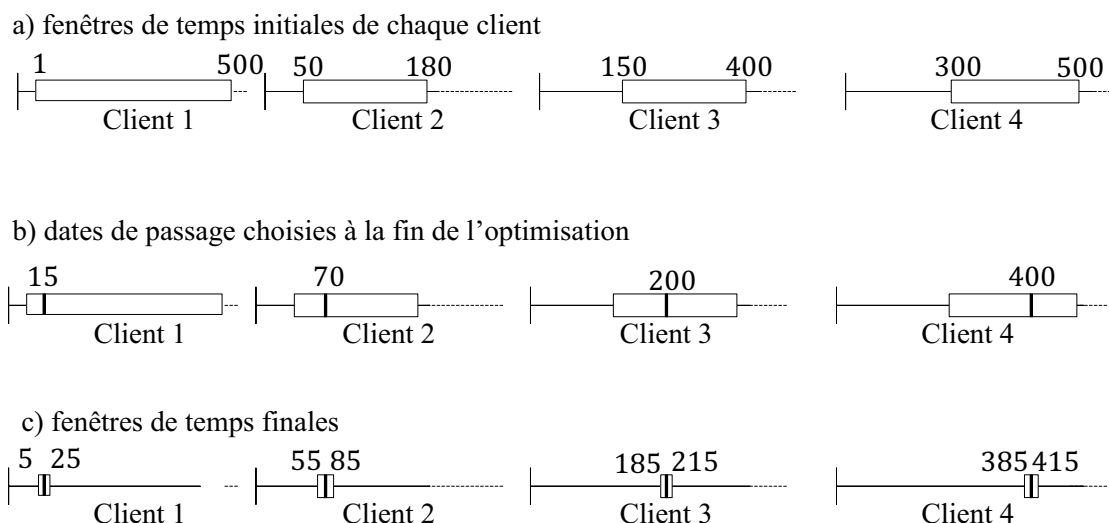 a) fenêtres de temps initiales de chaque client
1 500 50 180 150 400 300 500
Client 1 Client 2 Client 3 Client 4
b) dates de passage choisies à la fin de l’optimisation
15 70 200 400
Client 1 Client 2 Client 3 Client 4
c) fenêtres de temps finales
5 25 55 85 185 215 385 415
Client 1 Client 2 Client 3 Client 4